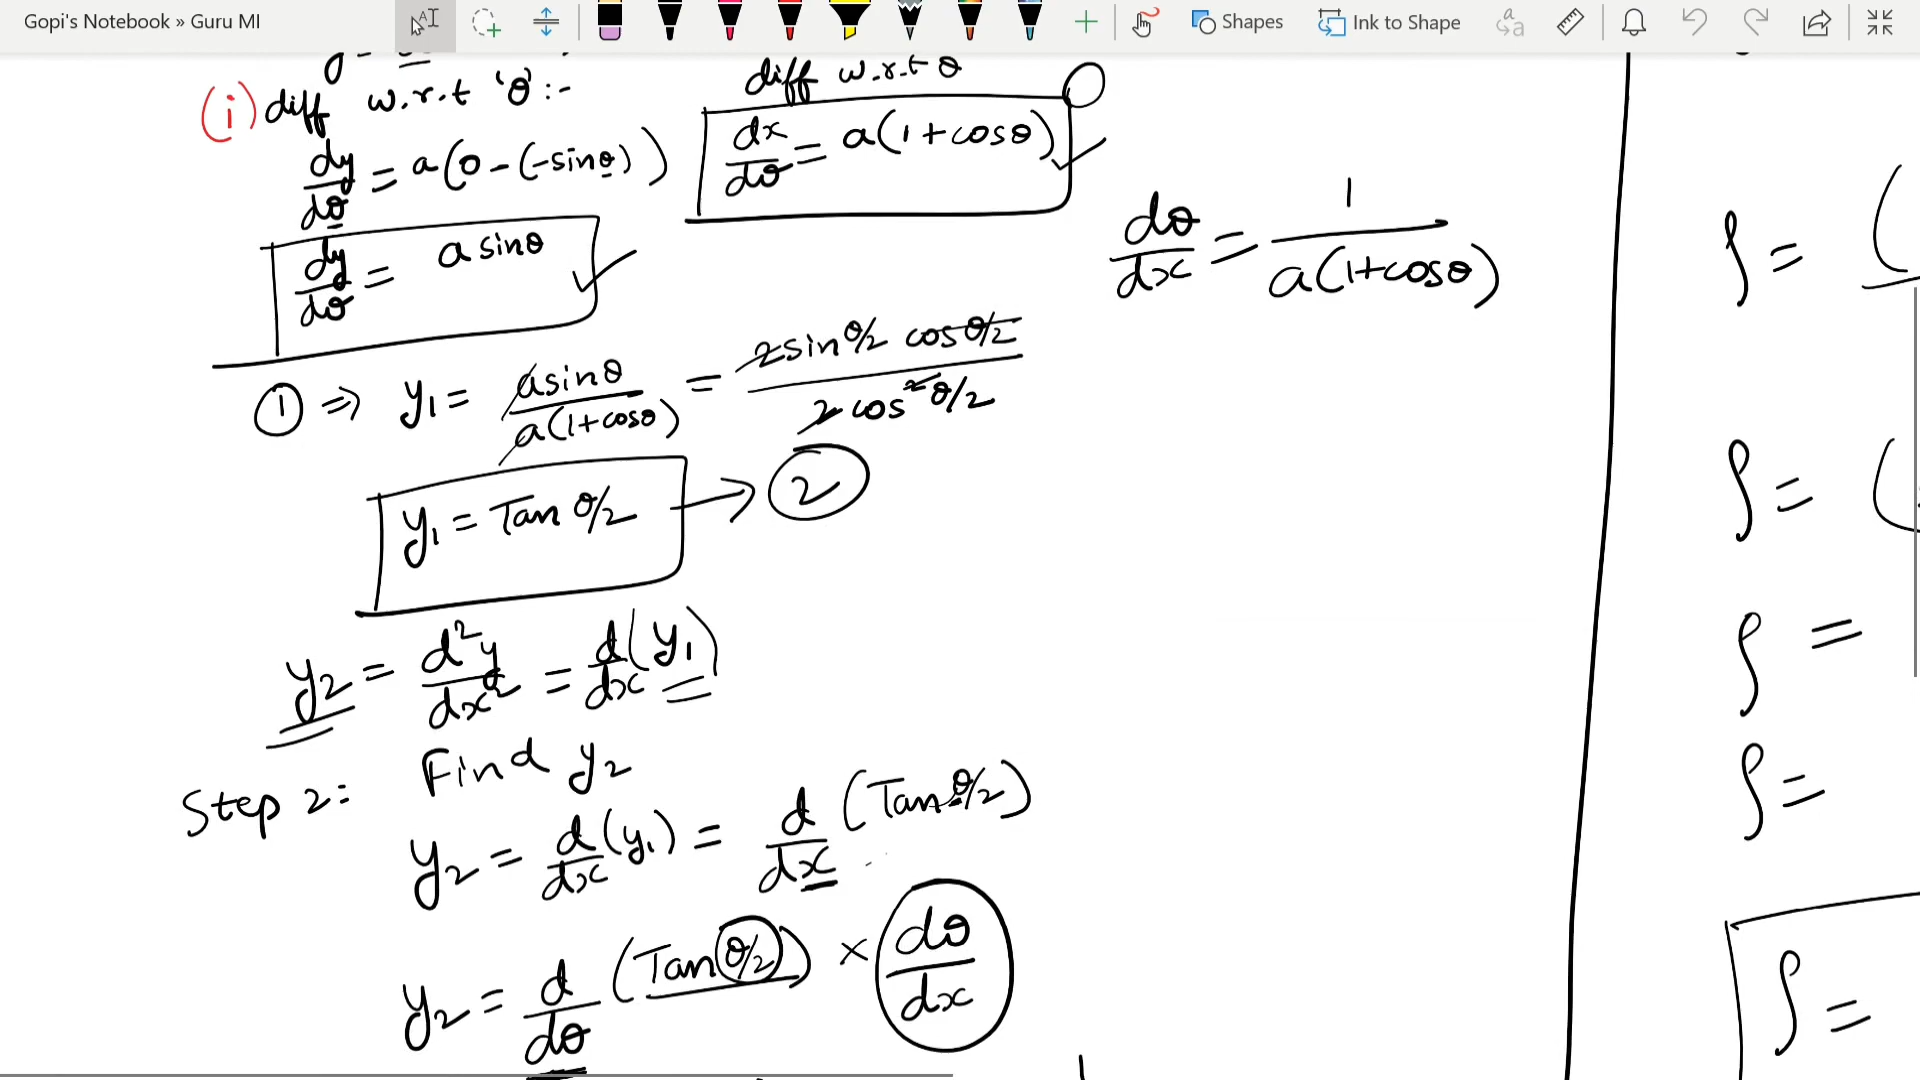 Gopi's Notebook » Guru MI
Shapes
Ink to Shape
(i) diff w.r.t 'θ' :-
dy/dθ = a(0-(-sinθ))
dy/dθ = a sinθ
diff w.r.t θ
dx/dθ = a(1+cosθ)
dθ/dx = 1/a(1+cosθ)
① ⇒ y₁ = asinθ/a(1+cosθ) = 2sinθ/2 cosθ/2 / 2cos²θ/2
y₁ = Tan θ/2 → ②
y₂ = d²y/dx² = d/dx (y₁)
Step 2: Find y₂
y₂ = d/dx (y₁) = d/dx (Tan θ/2)
y₂ = d/dθ (Tan θ/2) × dθ/dx
ρ = (
ρ = (
ρ =
ρ =
ρ =